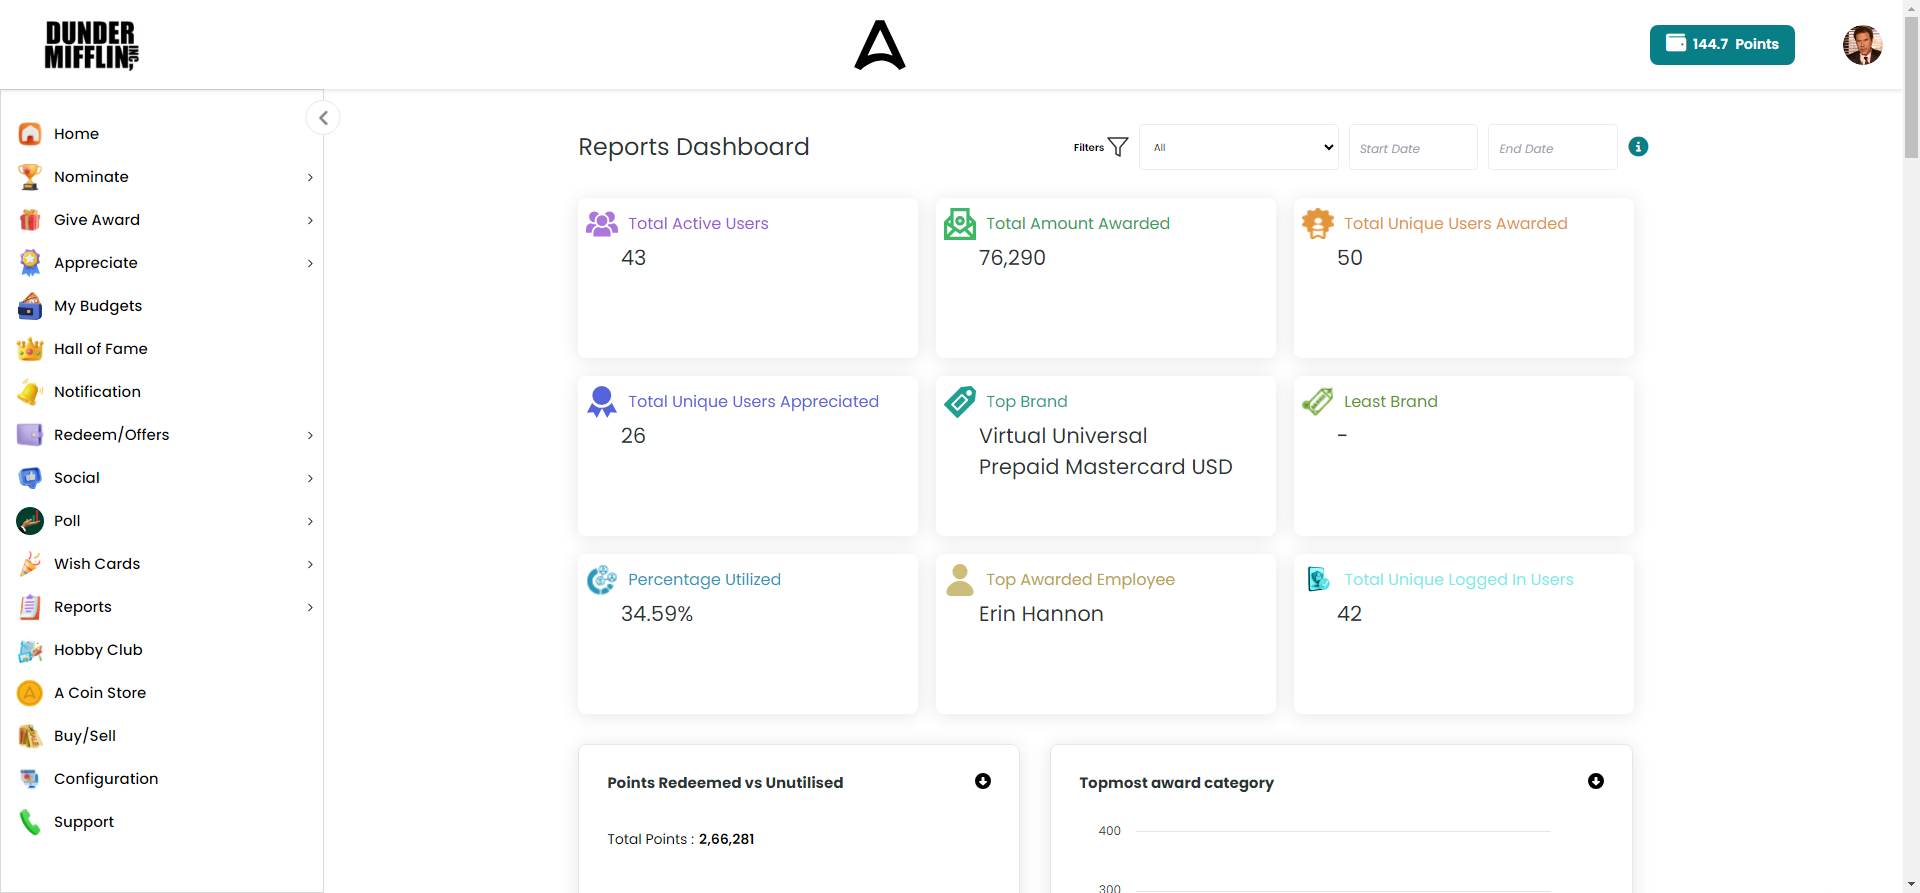 DUNDER
MIFFLIN INC,
144.7 Points
Home
Nominate
Give Award
Appreciate
My Budgets
Hall of Fame
Notification
Redeem/Offers
Social
Poll
Wish Cards
Reports
Hobby Club
A Coin Store
Buy/Sell
Configuration
Support
Reports Dashboard
Filters
All
Start Date
End Date
Total Active Users
43
Total Amount Awarded
76,290
Total Unique Users Awarded
50
Total Unique Users Appreciated
26
Top Brand
Virtual Universal
Prepaid Mastercard USD
Least Brand
-
Percentage Utilized
34.59%
Top Awarded Employee
Erin Hannon
Total Unique Logged In Users
42
Points Redeemed vs Unutilised
Total Points : 2,66,281
Topmost award category
400
300